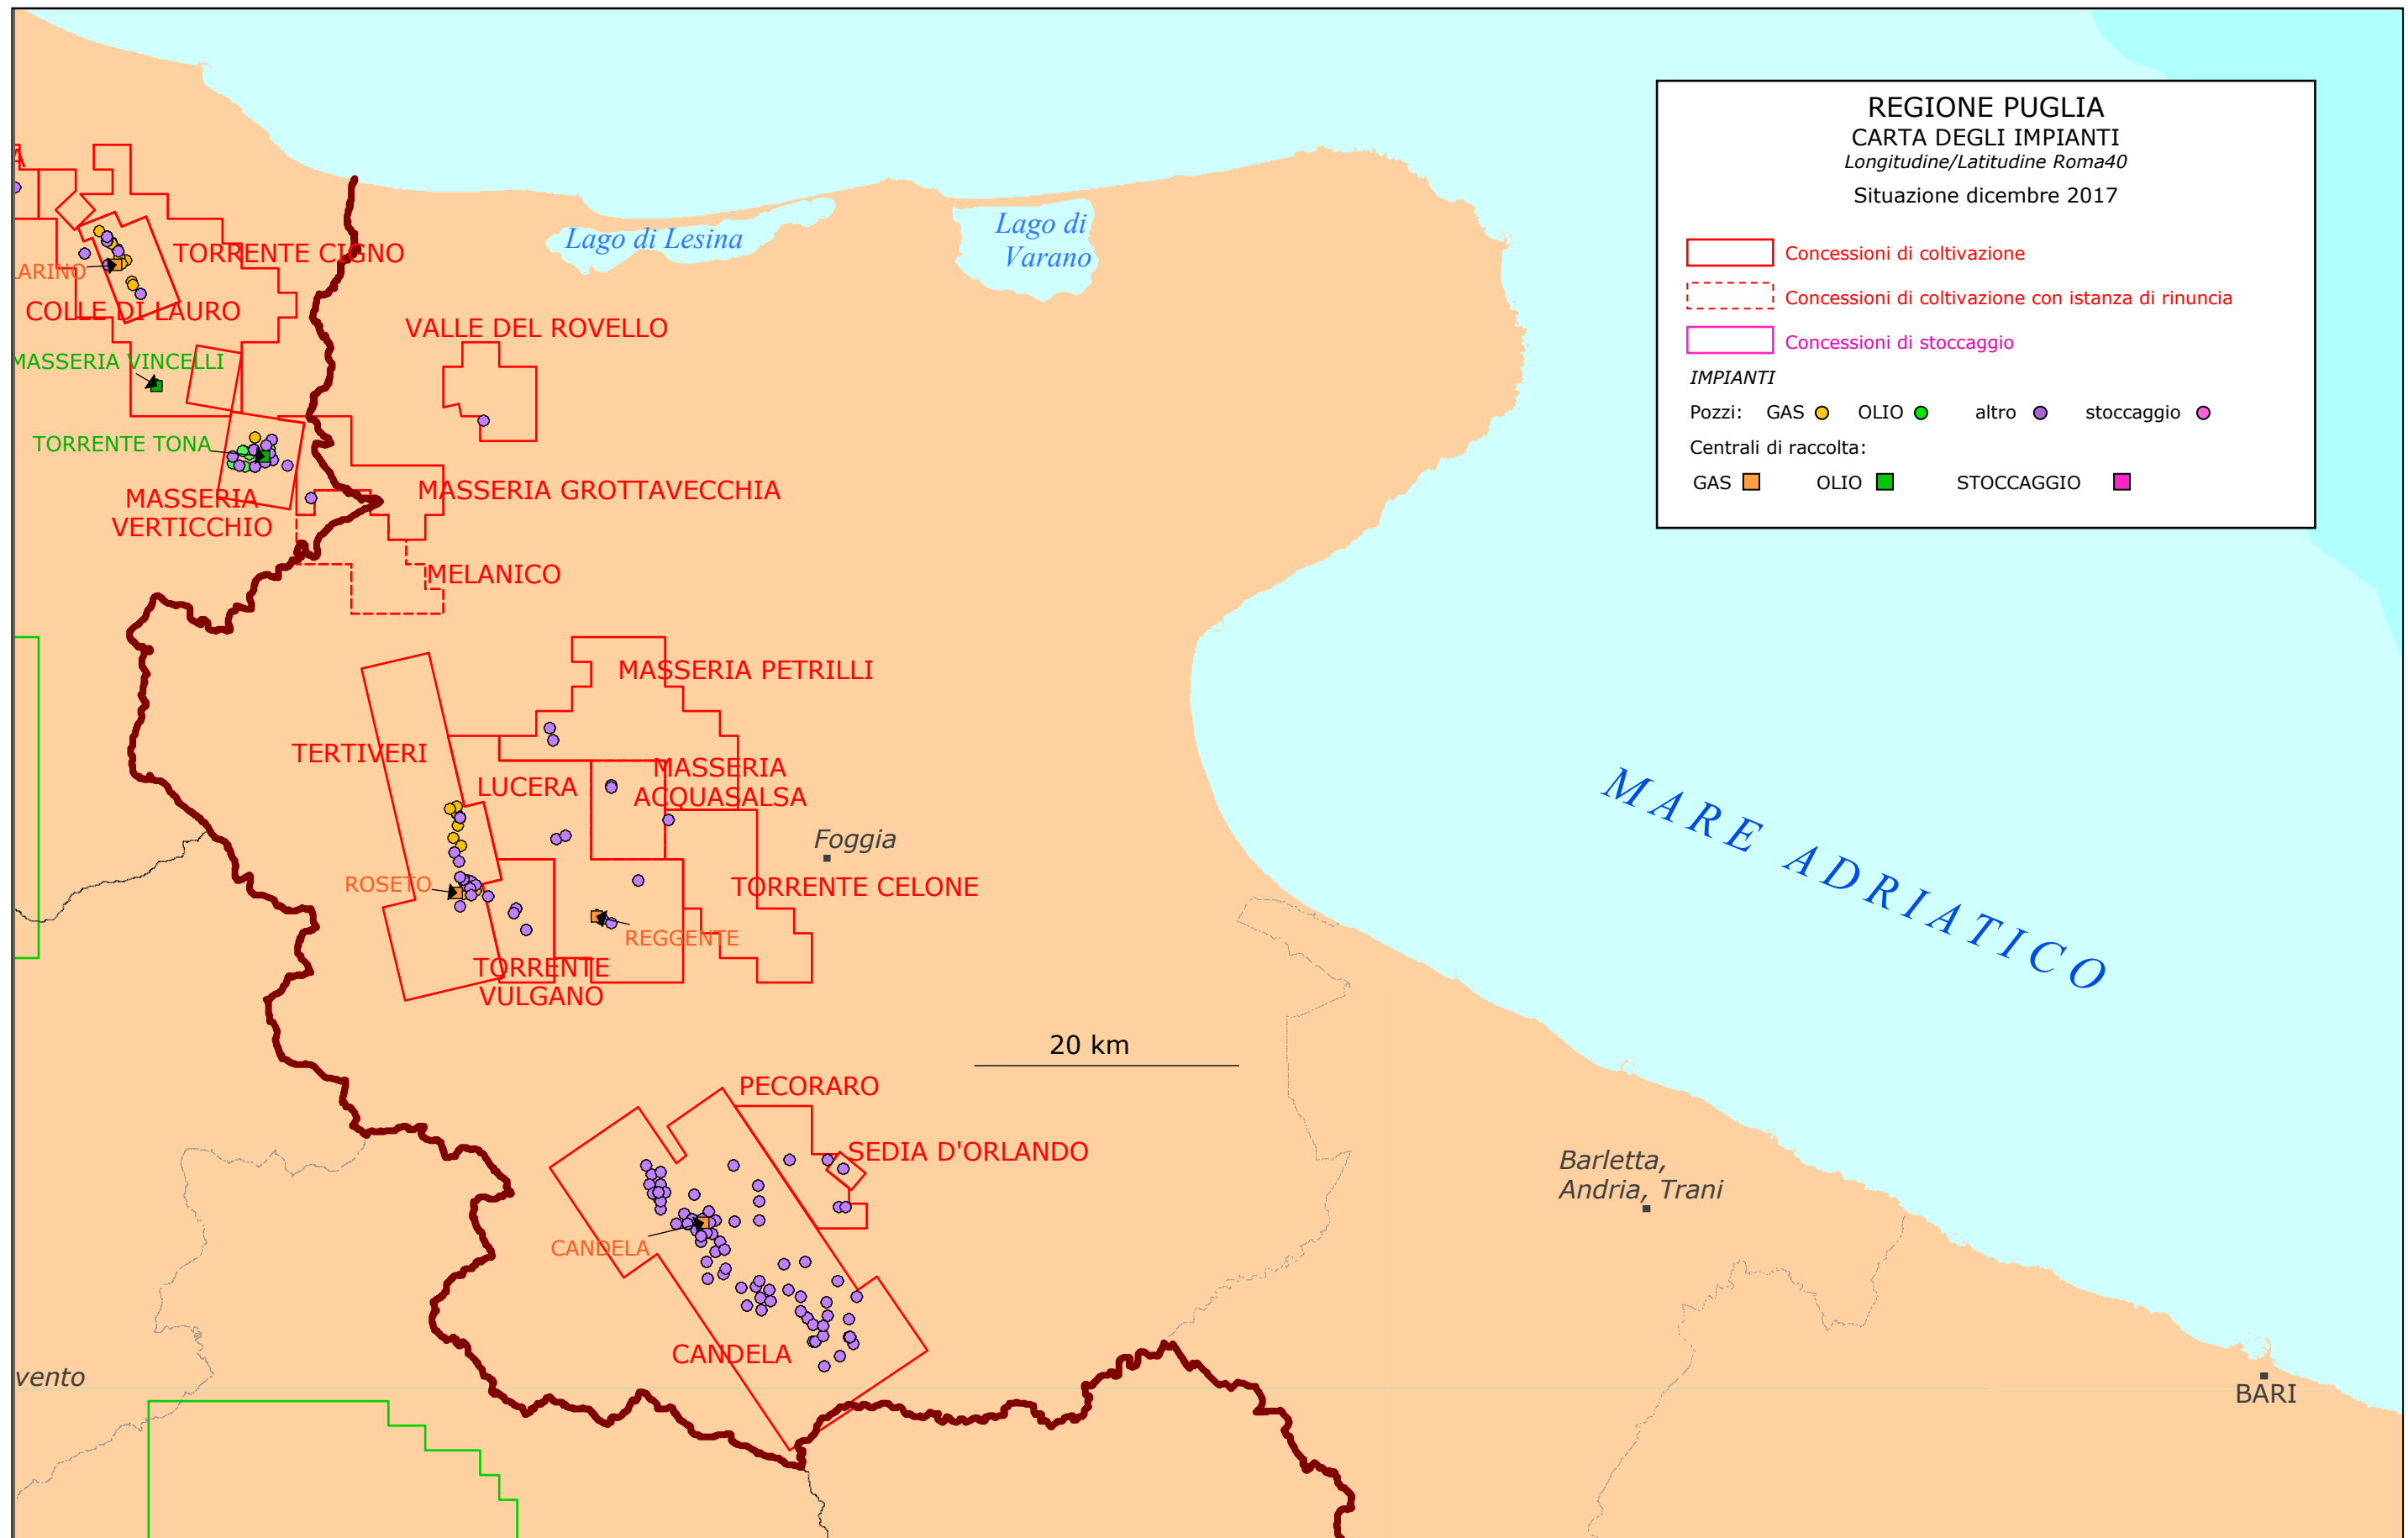 REGIONE PUGLIA
CARTA DEGLI IMPIANTI
Longitudine/Latitudine Roma40
Situazione dicembre 2017
Concessioni di coltivazione
Concessioni di coltivazione con istanza di rinuncia
Concessioni di stoccaggio
IMPIANTI
Pozzi: GAS OLIO altro stoccaggio
Centrali di raccolta:
GAS OLIO STOCCAGGIO
A
TORRENTE CIGNO
LARINO
COLLE DI LAURO
MASSERIA VINCELLI
TORRENTE TONA
MASSERIA
VERTICCHIO
Lago di Lesina
Lago di
Varano
VALLE DEL ROVELLO
MASSERIA GROTTAVECCHIA
MELANICO
MASSERIA PETRILLI
TERTIVERI
LUCERA
MASSERIA
ACQUASALSA
Foggia
ROSETO
TORRENTE CELONE
REGGENTE
TORRENTE
VULGANO
MARE ADRIATICO
20 km
PECORARO
SEDIA D'ORLANDO
CANDELA
CANDELA
Barletta,
Andria, Trani
vento
BARI